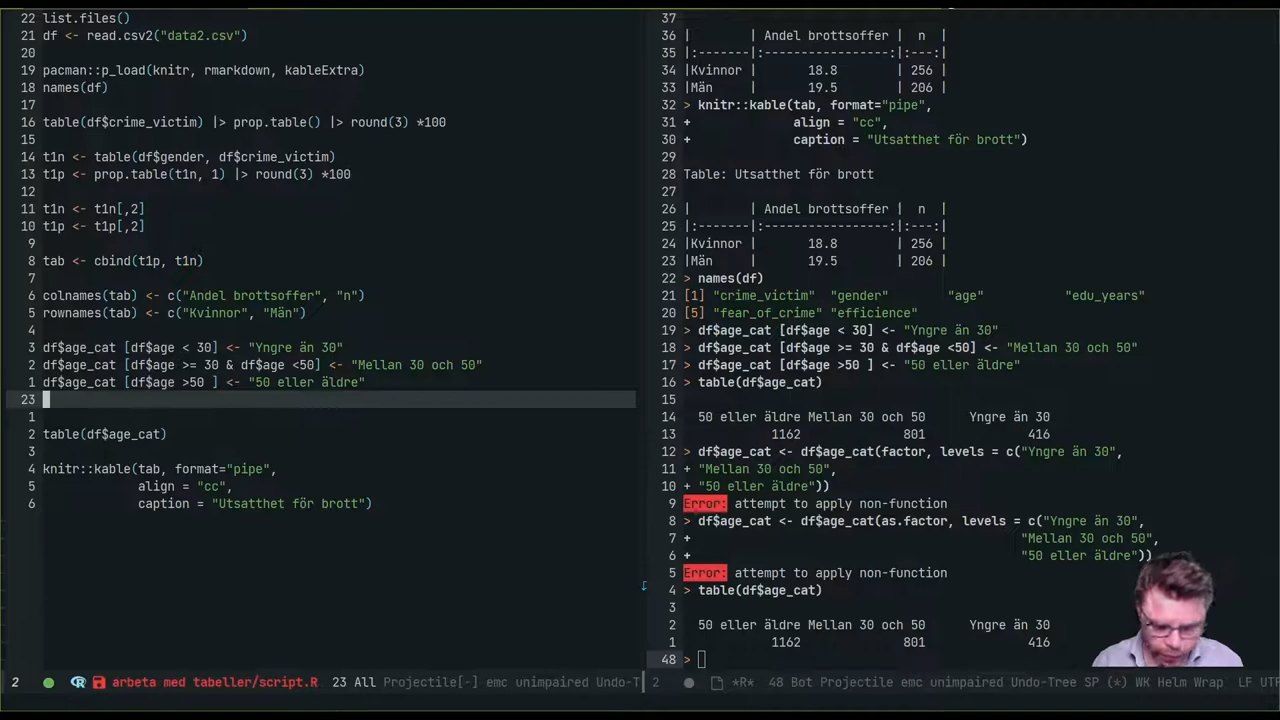 22 list.files()
21 df <- read.csv2("data2.csv")
20
19 pacman::p_load(knitr, rmarkdown, kableExtra)
18 names(df)
17
16 table(df$crime_victim) |> prop.table() |> round(3) *100
15
14 t1n <- table(df$gender, df$crime_victim)
13 t1p <- prop.table(t1n, 1) |> round(3) *100
12
11 t1n <- t1n[,2]
10 t1p <- t1p[,2]
9
8 tab <- cbind(t1p, t1n)
7
6 colnames(tab) <- c("Andel brottsoffer", "n")
5 rownames(tab) <- c("Kvinnor", "Män")
4
3 df$age_cat [df$age < 30] <- "Yngre än 30"
2 df$age_cat [df$age >= 30 & df$age <50] <- "Mellan 30 och 50"
1 df$age_cat [df$age >50 ] <- "50 eller äldre"
23
1
2 table(df$age_cat)
3
4 knitr::kable(tab, format="pipe",
5 align = "cc",
6 caption = "Utsatthet för brott")
2 R arbeta med tabeller/script.R 23 All Projectile[-] emc unimpaired Undo-T
37
36 | | Andel brottsoffer | n |
35 |:-------|:-----------------:|:---:|
34 |Kvinnor | 18.8 | 256 |
33 |Män | 19.5 | 206 |
32 > knitr::kable(tab, format="pipe",
31 + align = "cc",
30 + caption = "Utsatthet för brott")
29
28 Table: Utsatthet för brott
27
26 | | Andel brottsoffer | n |
25 |:-------|:-----------------:|:---:|
24 |Kvinnor | 18.8 | 256 |
23 |Män | 19.5 | 206 |
22 > names(df)
21 [1] "crime_victim" "gender" "age" "edu_years"
20 [5] "fear_of_crime" "efficience"
19 > df$age_cat [df$age < 30] <- "Yngre än 30"
18 > df$age_cat [df$age >= 30 & df$age <50] <- "Mellan 30 och 50"
17 > df$age_cat [df$age >50 ] <- "50 eller äldre"
16 > table(df$age_cat)
15
14 50 eller äldre Mellan 30 och 50 Yngre än 30
13 1162 801 416
12 > df$age_cat <- df$age_cat(factor, levels = c("Yngre än 30",
11 + "Mellan 30 och 50",
10 + "50 eller äldre"))
9 Error: attempt to apply non-function
8 > df$age_cat <- df$age_cat(as.factor, levels = c("Yngre än 30",
7 + "Mellan 30 och 50",
6 + "50 eller äldre"))
5 Error: attempt to apply non-function
4 > table(df$age_cat)
3
2 50 eller äldre Mellan 30 och 50 Yngre än 30
1 1162 801 416
48 >
2 *R* 48 Bot Projectile emc unimpaired Undo-Tree SP (*) WK Helm Wrap LF UTF